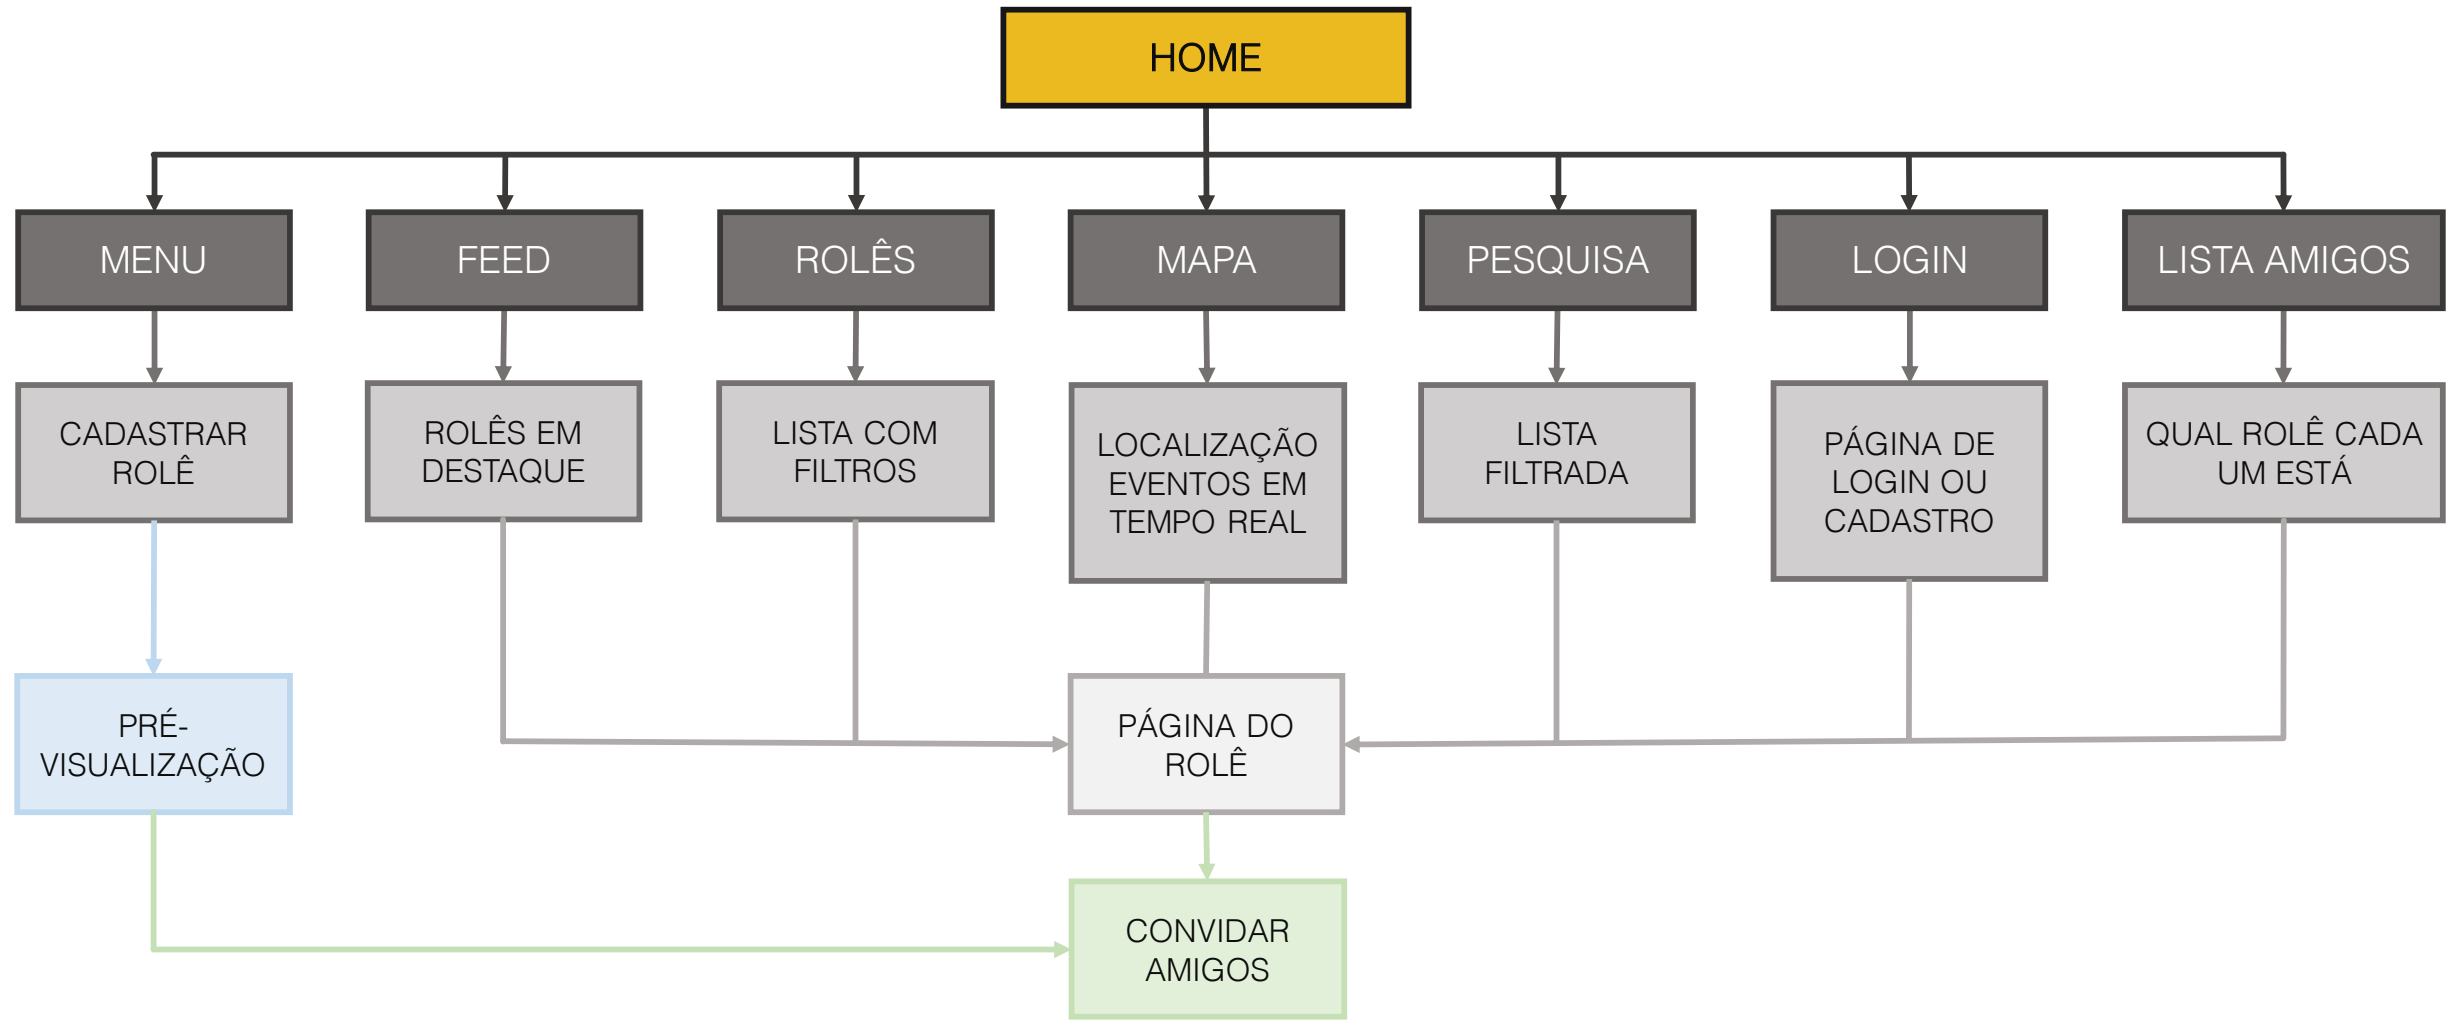 HOME
MENU
FEED
ROLÊS
MAPA
PESQUISA
LOGIN
LISTA AMIGOS
CADASTRAR
ROLÊ
ROLÊS EM
DESTAQUE
LISTA COM
FILTROS
LOCALIZAÇÃO
EVENTOS EM
TEMPO REAL
LISTA
FILTRADA
PÁGINA DE
LOGIN OU
CADASTRO
QUAL ROLÊ CADA
UM ESTÁ
PRÉ-
VISUALIZAÇÃO
PÁGINA DO
ROLÊ
CONVIDAR
AMIGOS